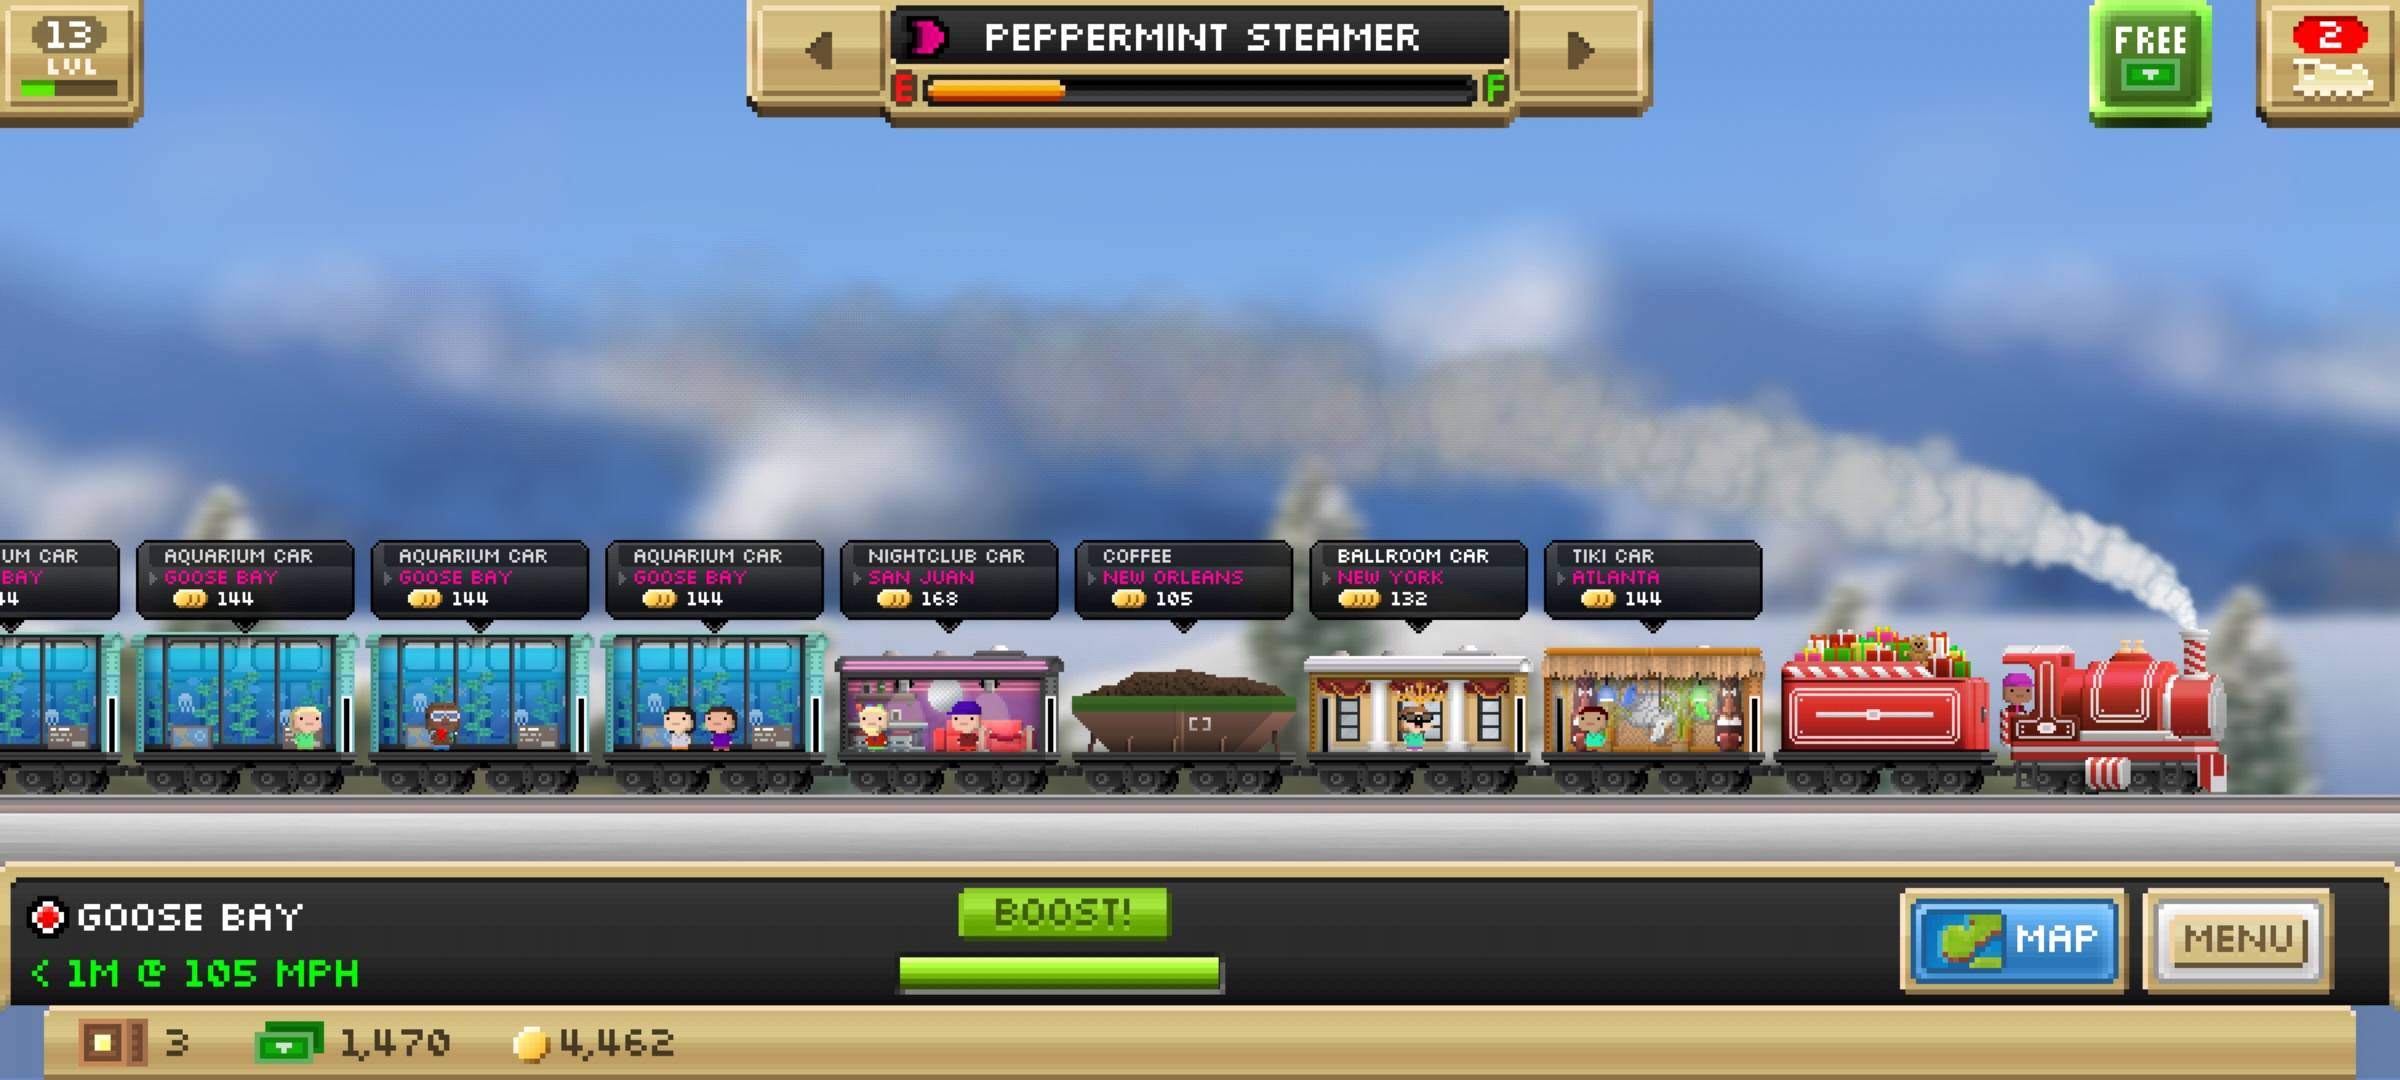 13
LVL
PEPPERMINT STEAMER
E
F
FREE
2
UM CAR
BAY
44
AQUARIUM CAR
GOOSE BAY
144
AQUARIUM CAR
GOOSE BAY
144
AQUARIUM CAR
GOOSE BAY
144
NIGHTCLUB CAR
SAN JUAN
168
COFFEE
NEW ORLEANS
105
BALLROOM CAR
NEW YORK
132
TIKI CAR
ATLANTA
144
GOOSE BAY
< 1M @ 105 MPH
BOOST!
MAP
MENU
3
1,470
4,462